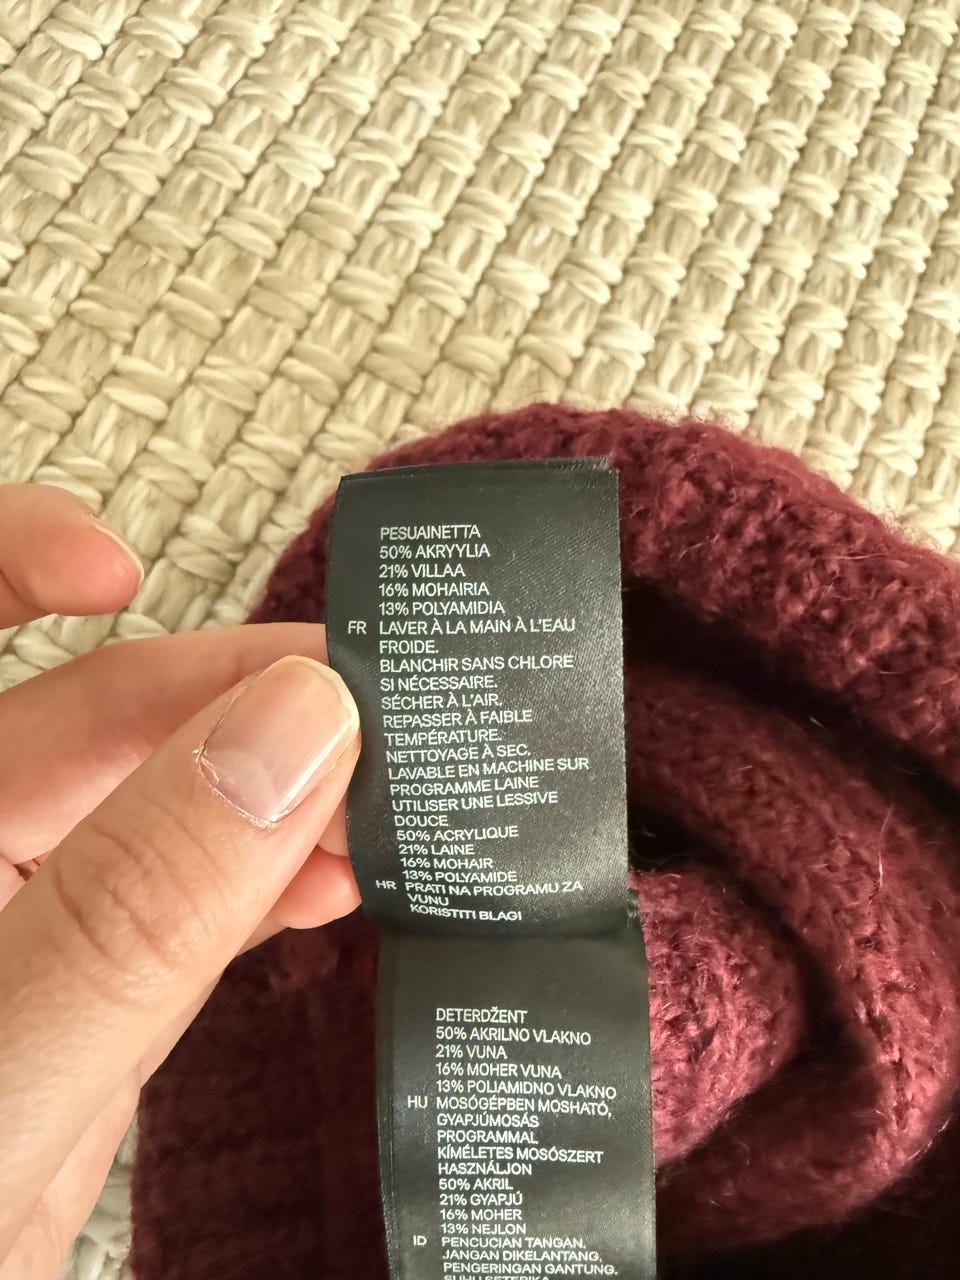 PESUAINETTA
50% AKRYYLIA
21% VILLAA
16% MOHAIRIA
13% POLYAMIDIA
FR LAVER À LA MAIN À L'EAU
FROIDE.
BLANCHIR SANS CHLORE
SI NÉCESSAIRE.
SÉCHER À L'AIR.
REPASSER À FAIBLE
TEMPÉRATURE.
NETTOYAGE À SEC.
LAVABLE EN MACHINE SUR
PROGRAMME LAINE
UTILISER UNE LESSIVE
DOUCE
50% ACRYLIQUE
21% LAINE
16% MOHAIR
13% POLYAMIDE
HR PRATI NA PROGRAMU ZA
VUNU
KORISTITI BLAGI
DETERDŽENT
50% AKRILNO VLAKNO
21% VUNA
16% MOHER VUNA
13% POLIAMIDNO VLAKNO
HU MOSÓGÉPBEN MOSHATÓ,
GYAPJÚMOSÁS
PROGRAMMAL
KÍMÉLETES MOSÓSZERT
HASZNÁLJON
50% AKRIL
21% GYAPJÚ
16% MOHER
13% NEJLON
ID PENCUCIAN TANGAN.
JANGAN DIKELANTANG.
PENGERINGAN GANTUNG.
SUHU SETERIKA